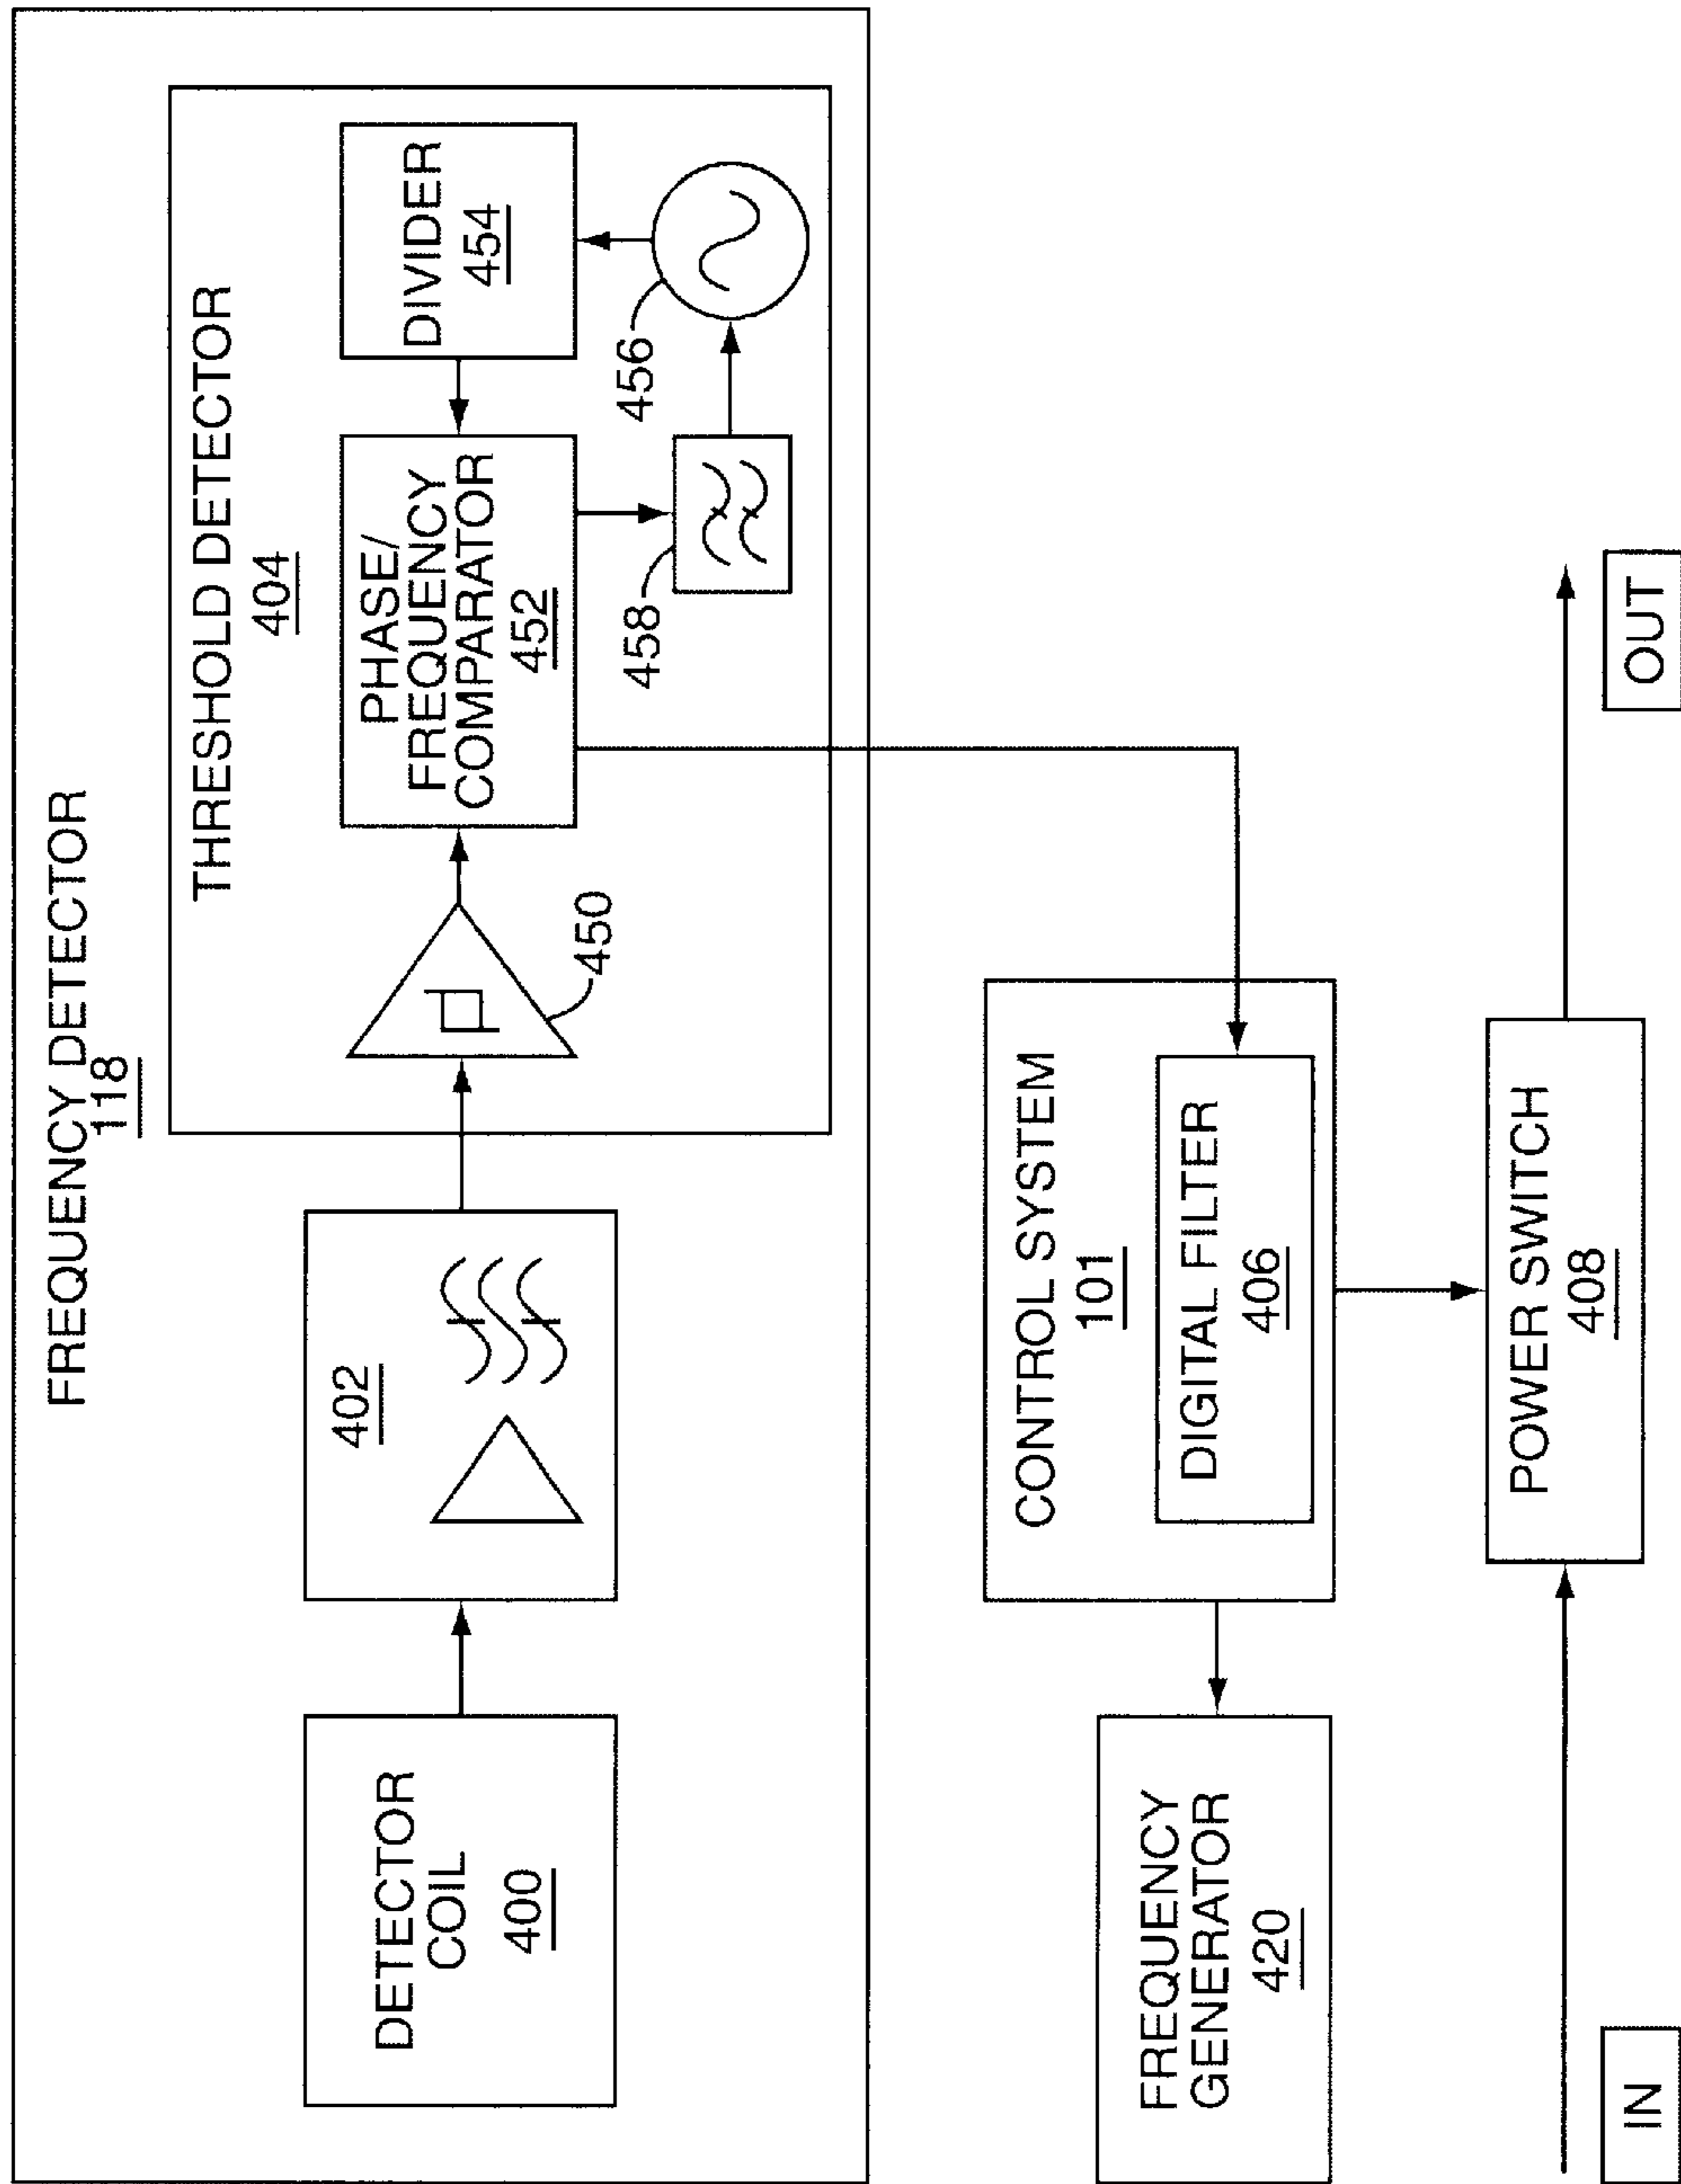 FREQUENCY DETECTOR
118
DETECTOR
COIL
400
402
THRESHOLD DETECTOR
404
450
PHASE/
FREQUENCY
COMPARATOR
452
DIVIDER
454
456
458
FREQUENCY
GENERATOR
420
CONTROL SYSTEM
101
DIGITAL FILTER
406
POWER SWITCH
408
IN
OUT